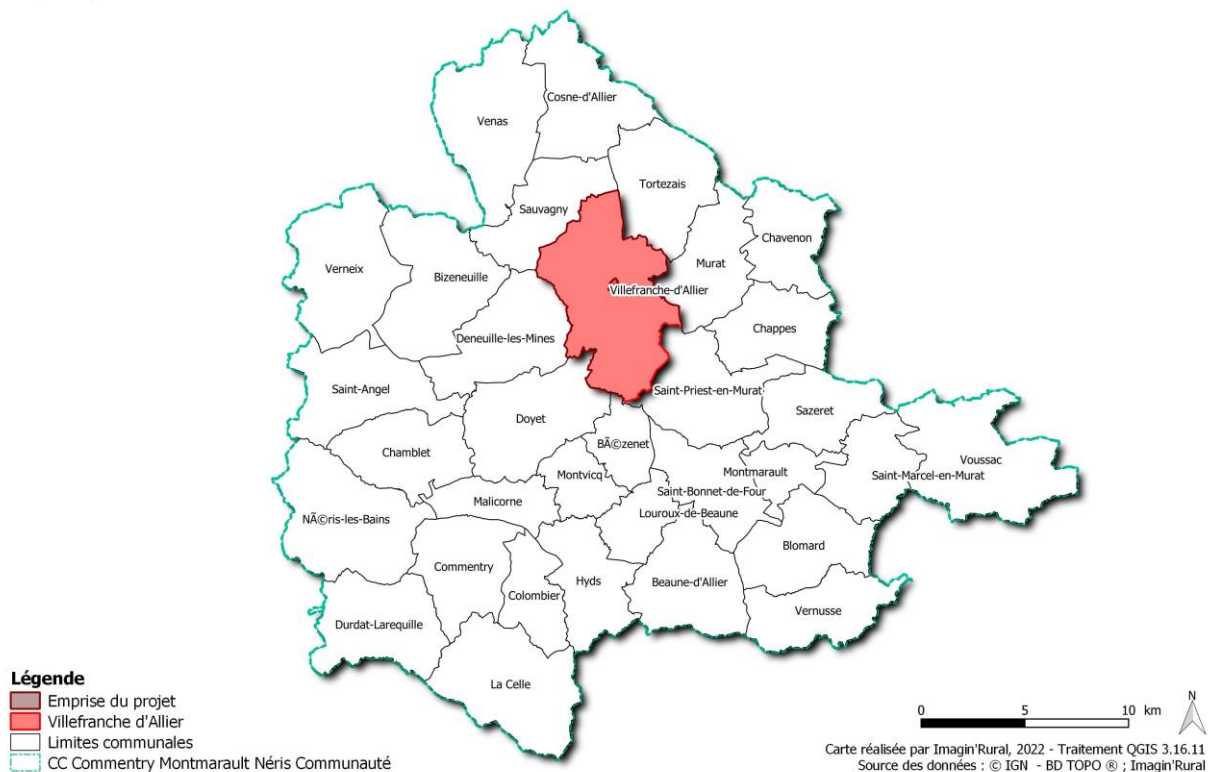 Cosne-d'Allier
Venas
Tortezais
Sauvagny
Chavenon
Murat
Verneix
Bizeneuille
Villefranche-d'Allier
Chappes
Deneuille-les-Mines
Saint-Angel
Saint-Priest-en-Murat
Sazeret
Doyet
BÃ©zenet
Chamblet
Voussac
Montmarault
Montvicq
Saint-Marcel-en-Murat
Saint-Bonnet-de-Four
Malicorne
Louroux-de-Beaune
NÃ©ris-les-Bains
Blomard
Commentry
Hyds
Beaune-d'Allier
Colombier
Vernusse
Durdat-Larequille
La Celle
Légende
Emprise du projet
Villefranche d'Allier
Limites communales
CC Commentry Montmarault Néris Communauté
0 5 10 km
N
Carte réalisée par Imagin'Rural, 2022 - Traitement QGIS 3.16.11
Source des données : © IGN - BD TOPO ® ; Imagin'Rural